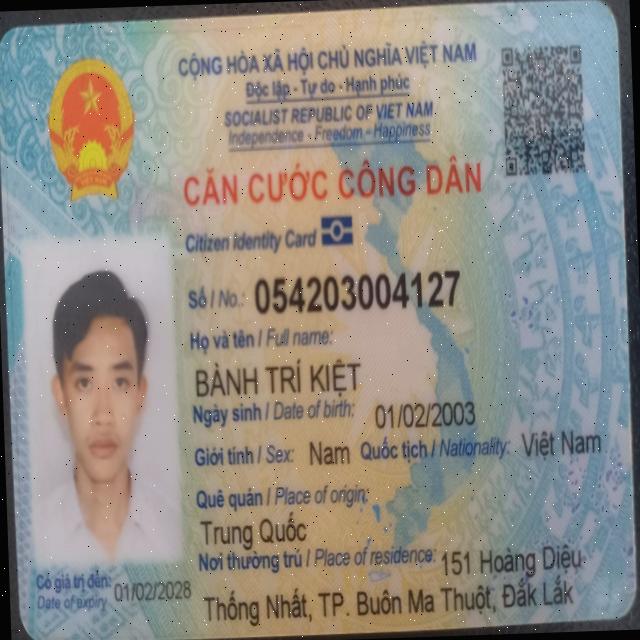 CỘNG HÒA XÃ HỘI CHỦ NGHĨA VIỆT NAM
Độc lập - Tự do - Hạnh phúc
SOCIALIST REPUBLIC OF VIET NAM
Independence - Freedom - Happiness
CĂN CƯỚC CÔNG DÂN
Citizen Identity Card
Số / No.: 054203004127
Họ và tên / Full name:
BÀNH TRÍ KIỆT
Ngày sinh / Date of birth: 01/02/2003
Giới tính / Sex: Nam Quốc tịch / Nationality: Việt Nam
Quê quán / Place of origin:
Trung Quốc
Nơi thường trú / Place of residence: 151 Hoàng Diệu
Thống Nhất, TP. Buôn Ma Thuột, Đắk Lắk
Có giá trị đến: 01/02/2028
Date of expiry